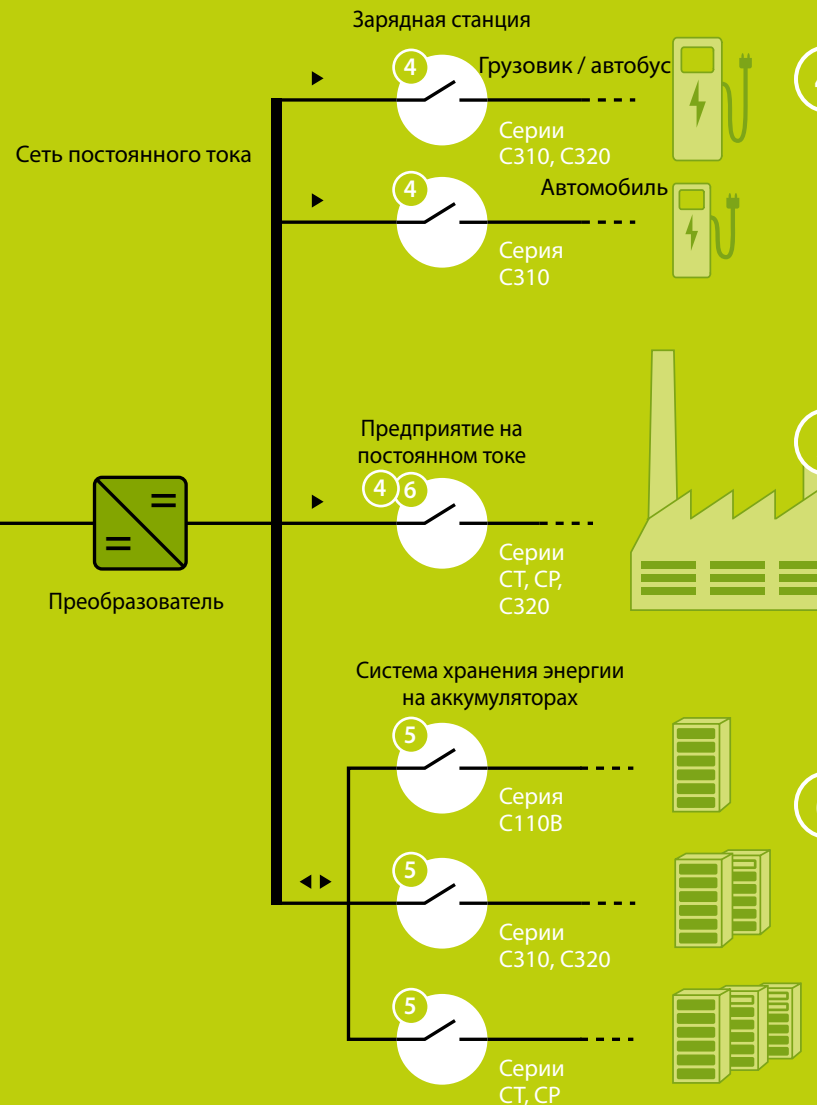 Зарядная станция
4
Грузовик / автобус
Серии
C310, C320
Сеть постоянного тока
4
Автомобиль
Серия
C310
Предприятие на
постоянном токе
4 6
Серии
CT, CP,
C320
Преобразователь
Система хранения энергии
на аккумуляторах
5
Серия
C110B
5
Серии
C310, C320
5
Серии
CT, CP